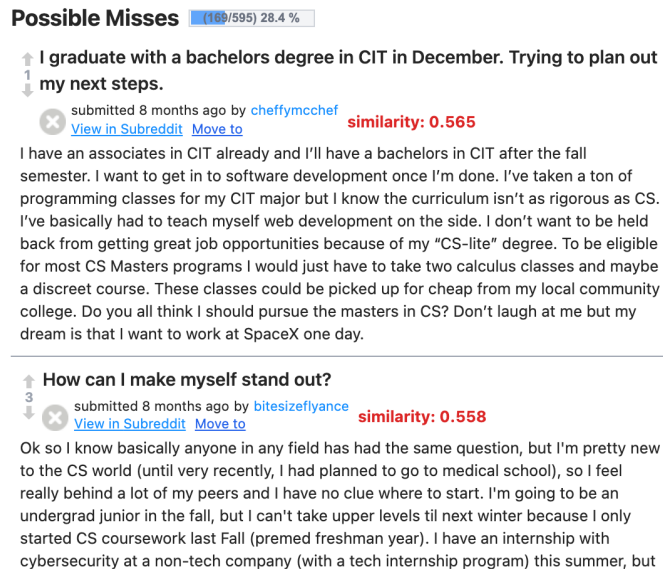 Possible Misses (169/595) 28.4 %
I graduate with a bachelors degree in CIT in December. Trying to plan out
1
my next steps.
submitted 8 months ago by cheffymcchef
similarity: 0.565
View in Subreddit Move to
I have an associates in CIT already and I’ll have a bachelors in CIT after the fall
semester. I want to get in to software development once I’m done. I’ve taken a ton of
programming classes for my CIT major but I know the curriculum isn’t as rigorous as CS.
I’ve basically had to teach myself web development on the side. I don’t want to be held
back from getting great job opportunities because of my “CS-lite” degree. To be eligible
for most CS Masters programs I would just have to take two calculus classes and maybe
a discreet course. These classes could be picked up for cheap from my local community
college. Do you all think I should pursue the masters in CS? Don’t laugh at me but my
dream is that I want to work at SpaceX one day.
How can I make myself stand out?
3
submitted 8 months ago by bitesizeflyance
similarity: 0.558
View in Subreddit Move to
Ok so I know basically anyone in any field has had the same question, but I'm pretty new
to the CS world (until very recently, I had planned to go to medical school), so I feel
really behind a lot of my peers and I have no clue where to start. I'm going to be an
undergrad junior in the fall, but I can't take upper levels til next winter because I only
started CS coursework last Fall (premed freshman year). I have an internship with
cybersecurity at a non-tech company (with a tech internship program) this summer, but